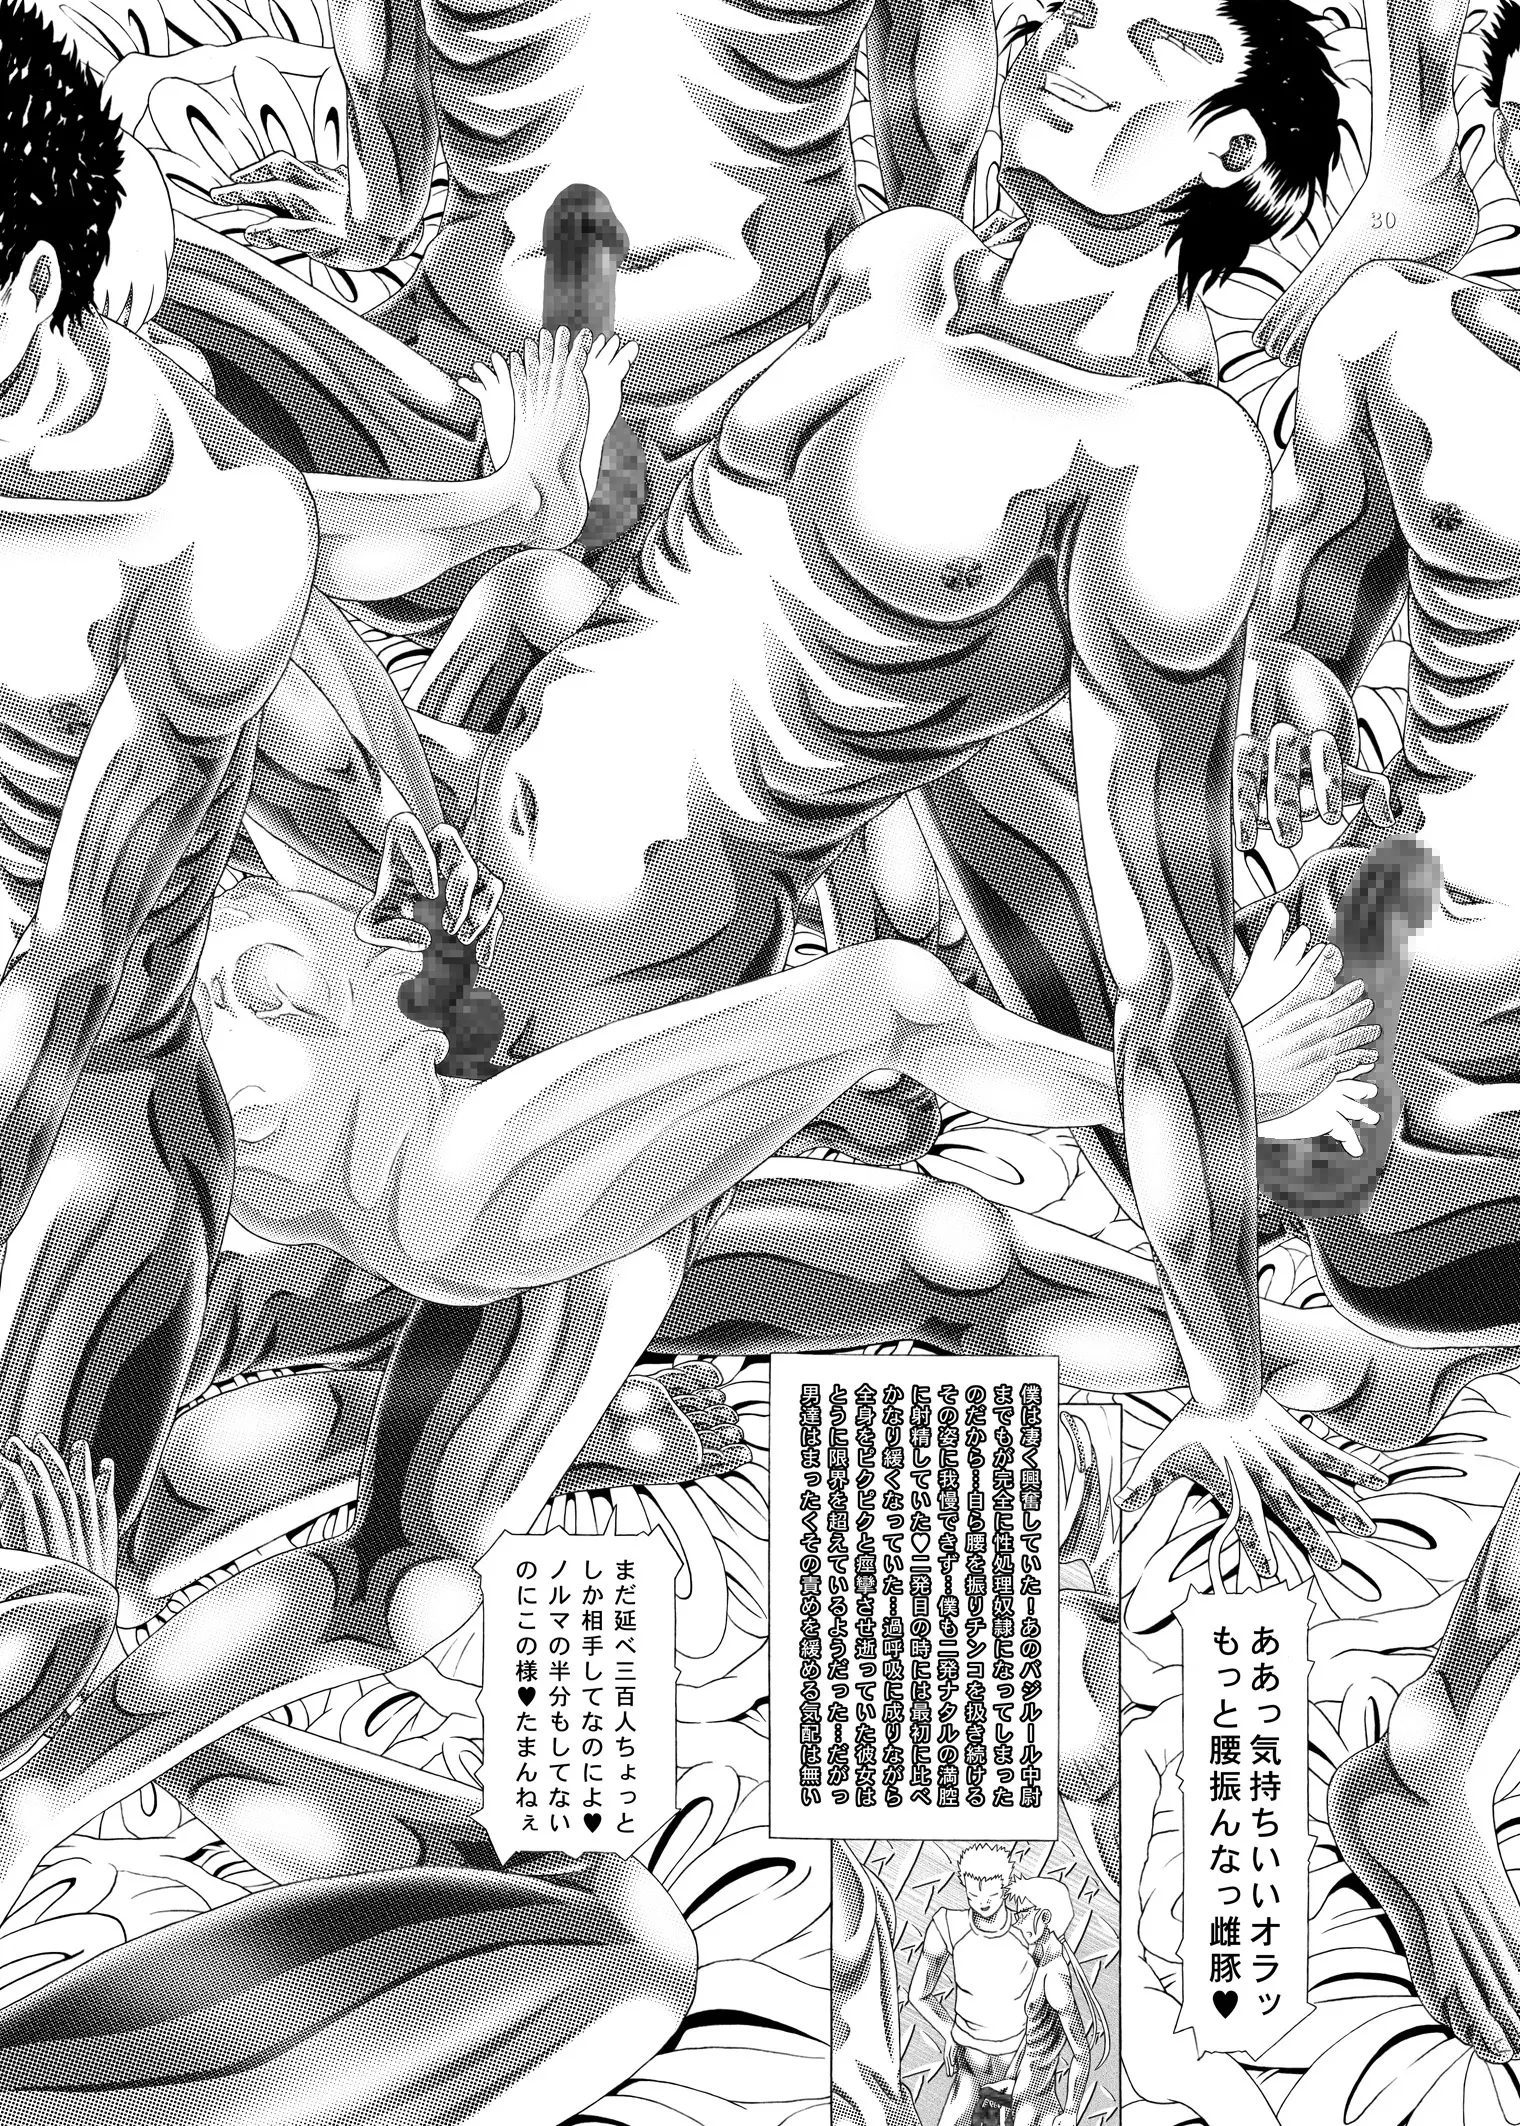 30
ああっ気持ちいいオラッ
もっと腰振んなっ雌豚♥
僕は凄く興奮していた！あのバジルール中尉
までもが完全に性処理奴隷になってしまった
のだから…自ら腰を振りチンコを扱き続ける
その姿に我慢できず…僕も二発ナタルの満腔
に射精していた♥二発目の時には最初に比べ
かなり緩くなっていた…過呼吸に成りながら
全身をピクピクと痙攣させ逝っていた彼女は
とうに限界を超えているようだった…だがっ
男達はまったくその責めを緩める気配は無い
まだ延べ三百人ちょっと
しか相手してなのによ♥
ノルマの半分もしてない
のにこの様♥たまんねぇ